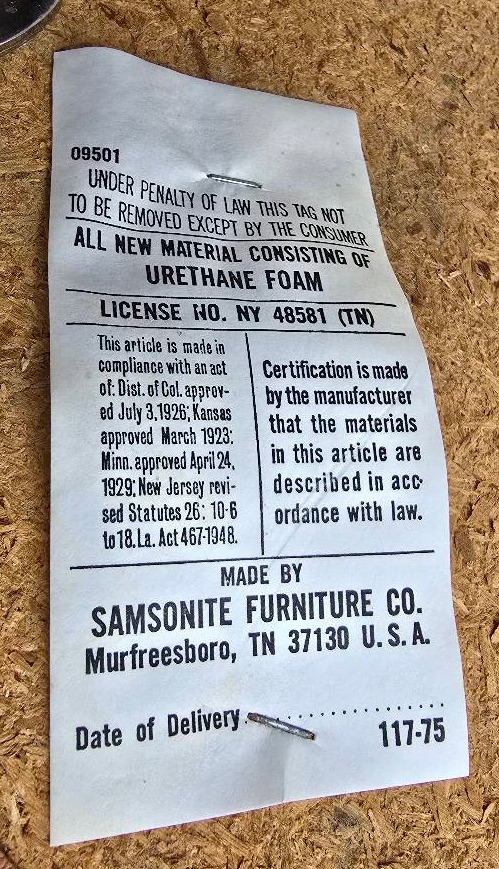 09501
UNDER PENALTY OF LAW THIS TAG NOT
TO BE REMOVED EXCEPT BY THE CONSUMER
ALL NEW MATERIAL CONSISTING OF
URETHANE FOAM
LICENSE NO. NY 48581 (TN)
This article is made in
compliance with an act
of: Dist. of Col. approv-
ed July 3,1926; Kansas
approved March 1923:
Minn. approved April 24,
1929; New Jersey revi-
sed Statutes 26: 10-6
to 18. La. Act 467-1948.
Certification is made
by the manufacturer
that the materials
in this article are
described in acc-
ordance with law.
MADE BY
SAMSONITE FURNITURE CO.
Murfreesboro, TN 37130 U. S. A.
Date of Delivery....................
117-75